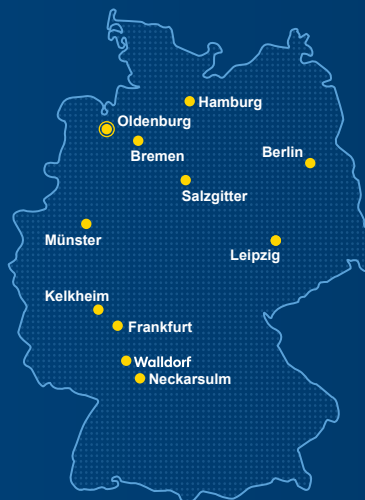 Hamburg
Oldenburg
Bremen
Berlin
Salzgitter
Münster
Leipzig
Kelkheim
Frankfurt
Walldorf
Neckarsulm